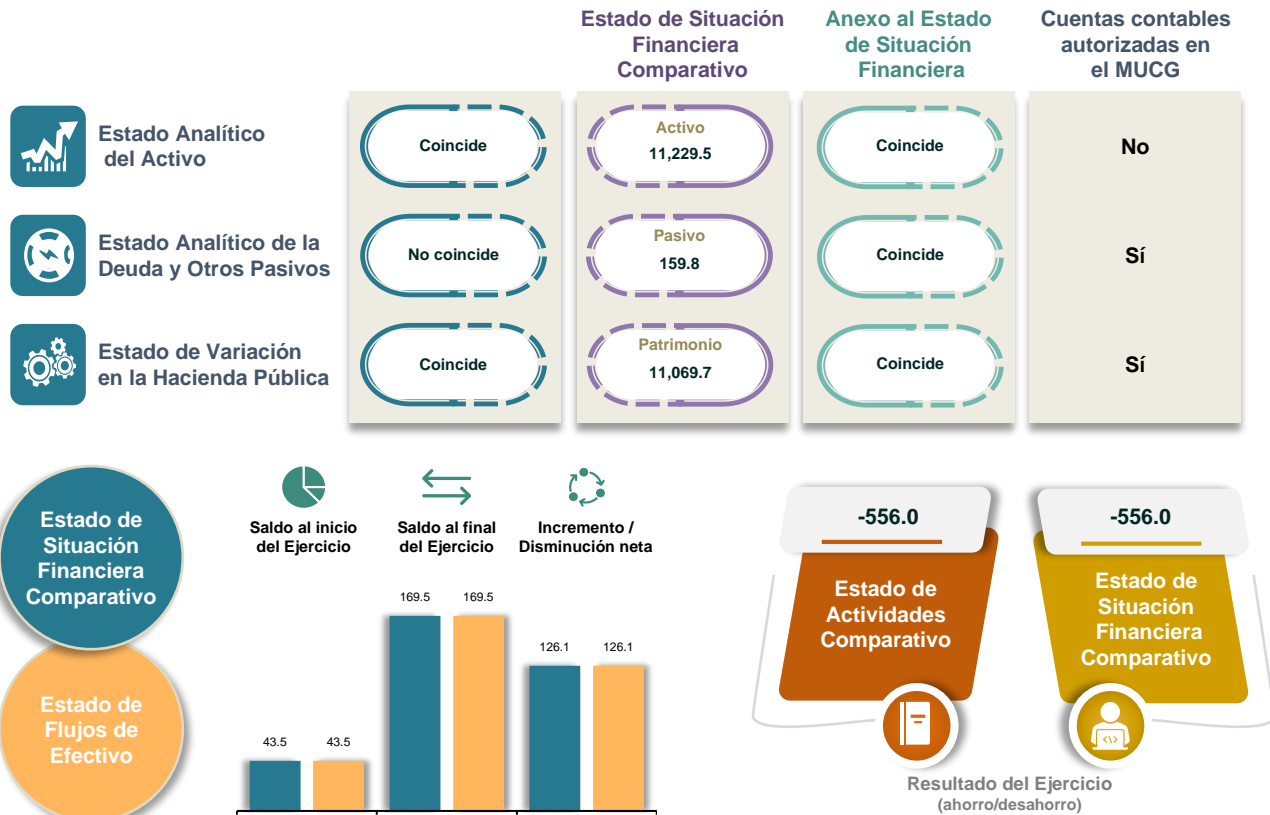 Estado de Situación
Financiera
Comparativo
Anexo al Estado
de Situación
Financiera
Cuentas contables
autorizadas en
el MUCG
Estado Analítico
del Activo
Coincide
Activo
11,229.5
Coincide
No
Estado Analítico de la
Deuda y Otros Pasivos
No coincide
Pasivo
159.8
Coincide
Sí
Estado de Variación
en la Hacienda Pública
Coincide
Patrimonio
11,069.7
Coincide
Sí
Estado de
Situación
Financiera
Comparativo
Estado de
Flujos de
Efectivo
Saldo al inicio
del Ejercicio
Saldo al final
del Ejercicio
Incremento /
Disminución neta
43.5
43.5
169.5
169.5
126.1
126.1
-556.0
Estado de
Actividades
Comparativo
-556.0
Estado de
Situación
Financiera
Comparativo
Resultado del Ejercicio
(ahorro/desahorro)